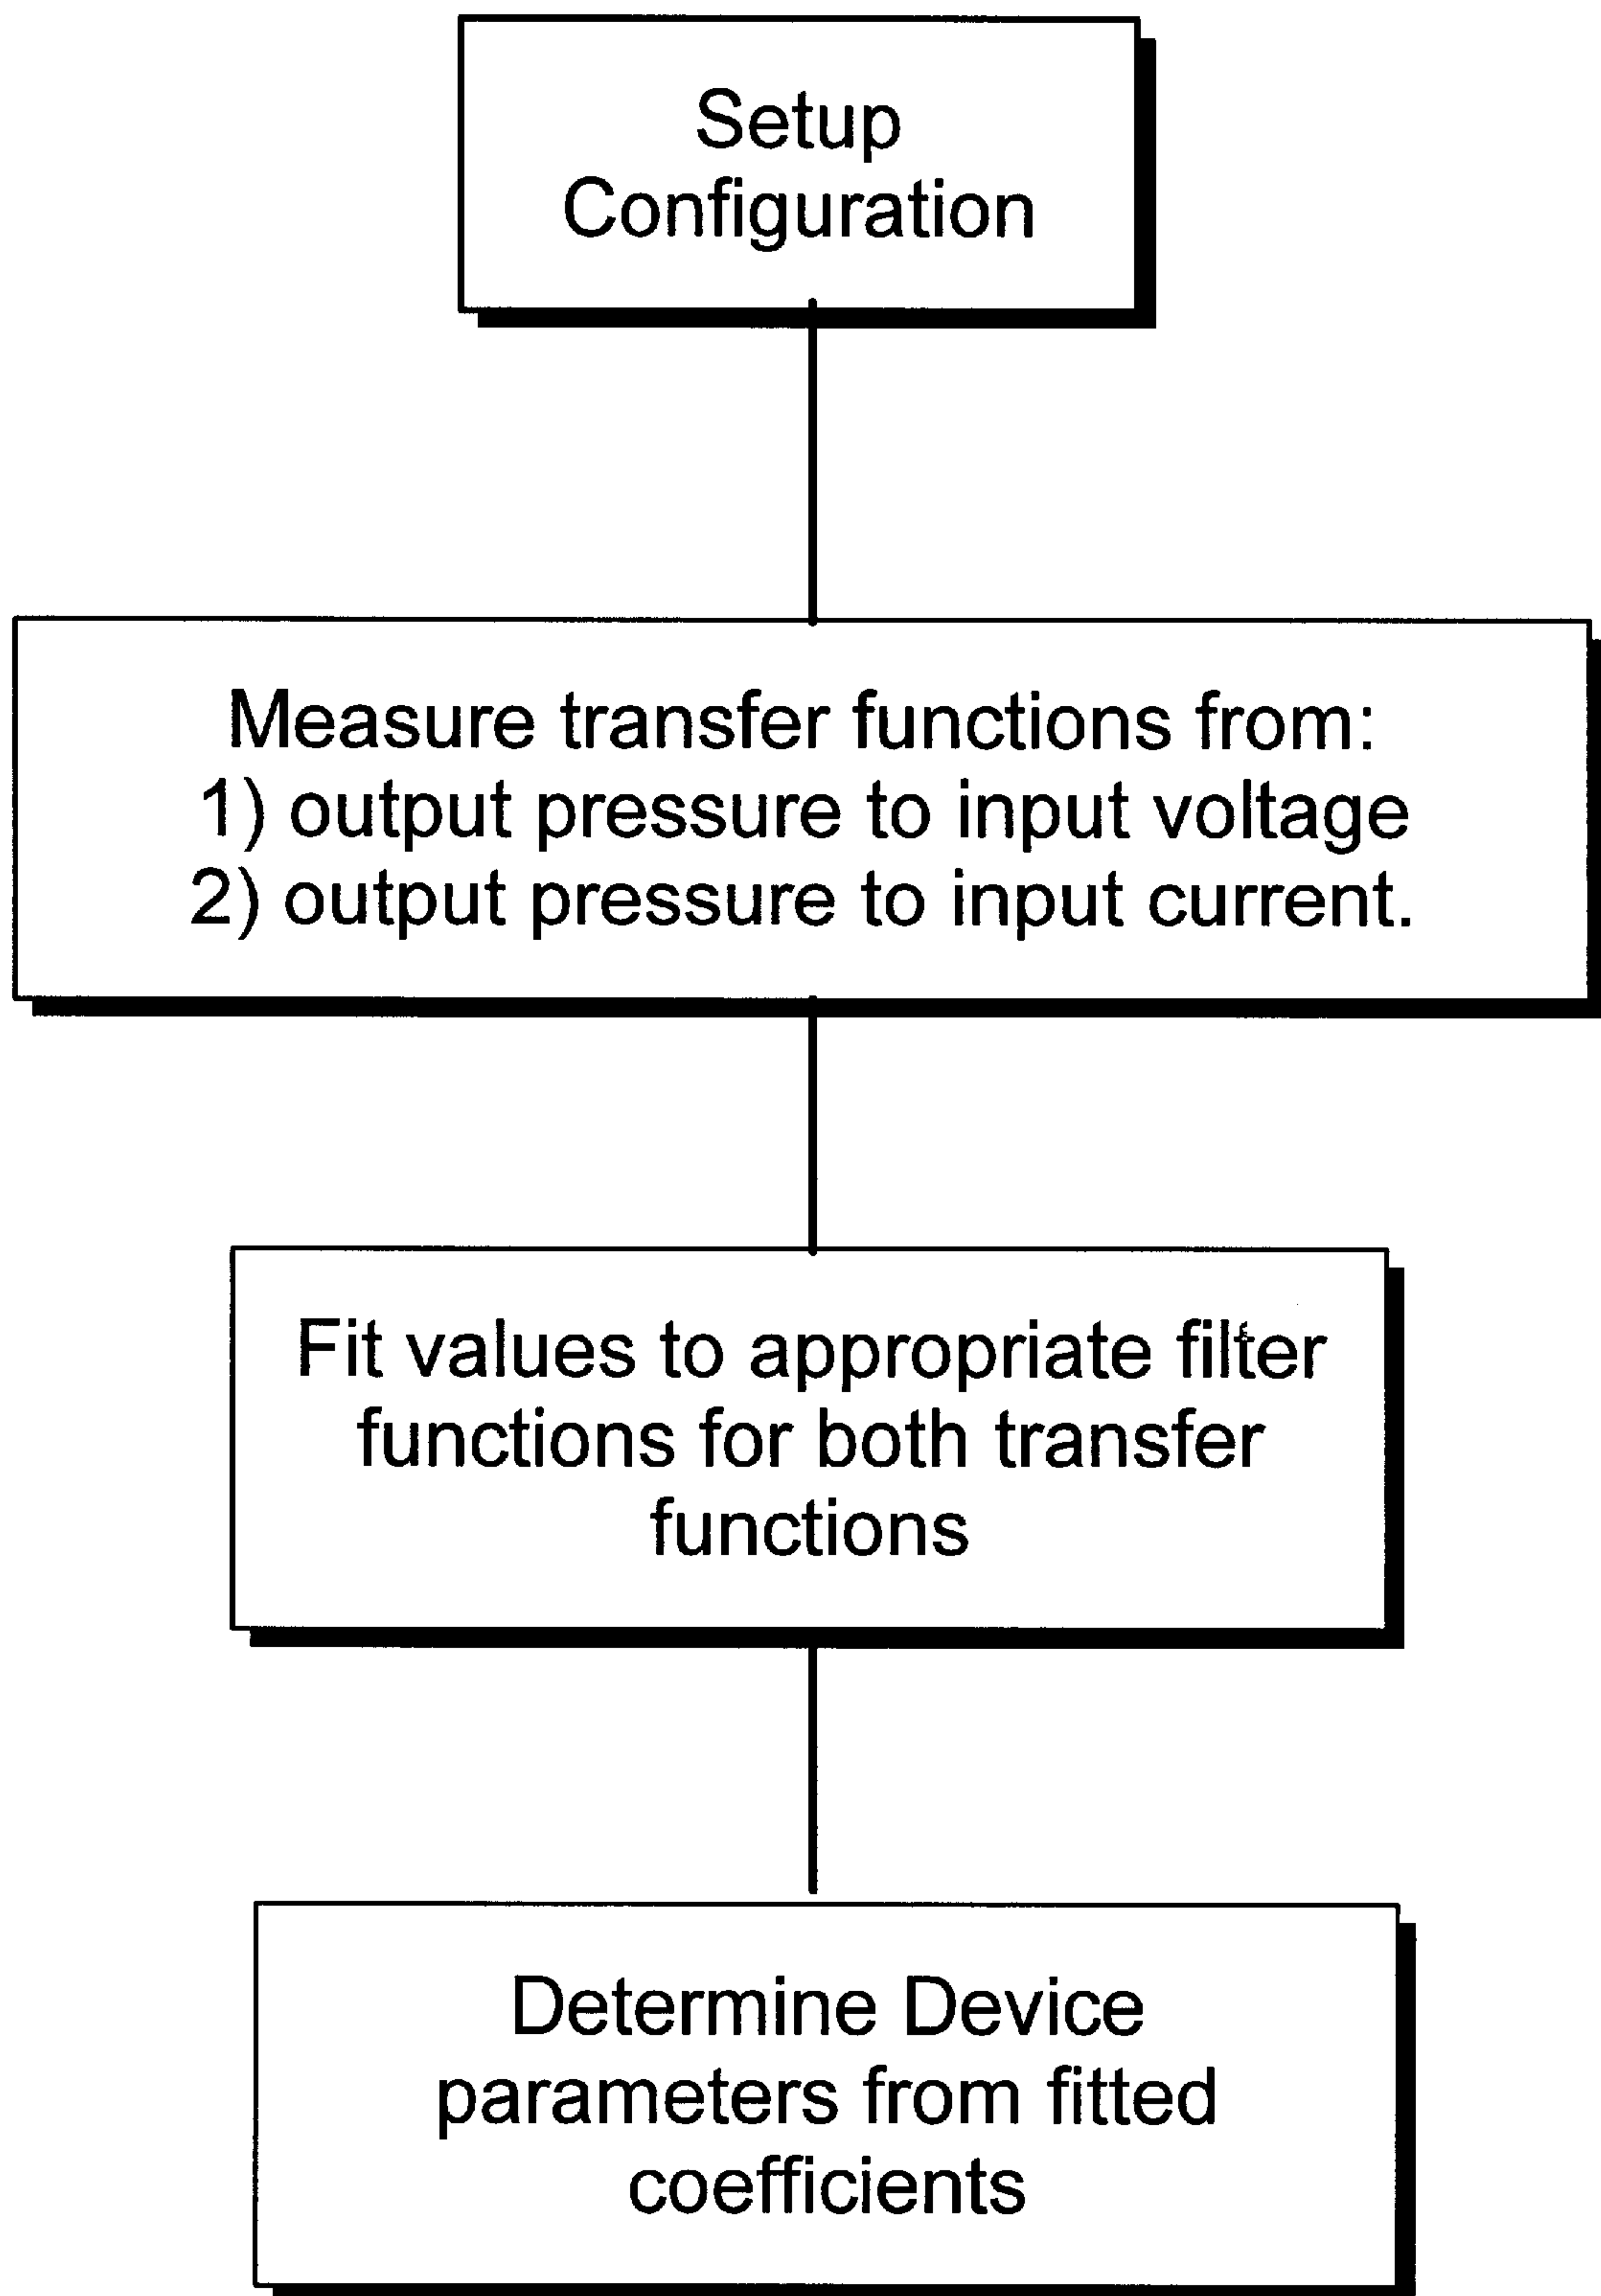 Setup
Configuration
Measure transfer functions from:
1) output pressure to input voltage
2) output pressure to input current.
Fit values to appropriate filter
functions for both transfer
functions
Determine Device
parameters from fitted
coefficients